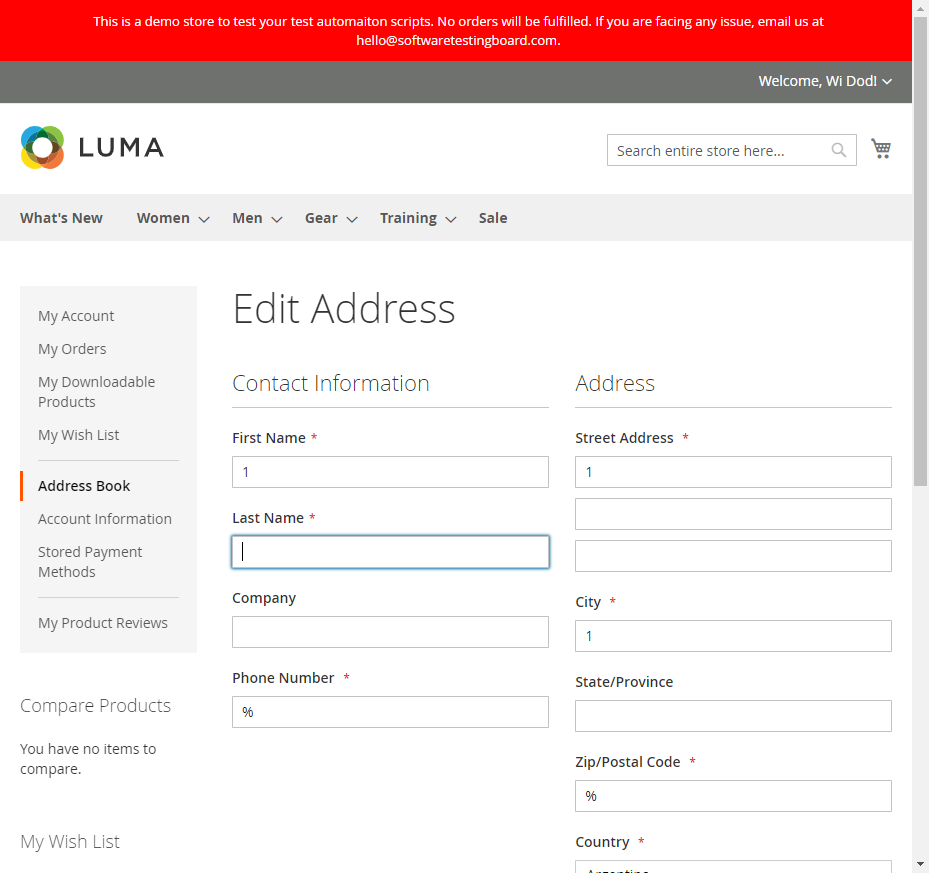 This is a demo store to test your test automaiton scripts. No orders will be fulfilled. If you are facing any issue, email us at
hello@softwaretestingboard.com.
Welcome, Wi Dod!
LUMA
Search entire store here...
What's New Women Men Gear Training Sale
My Account
My Orders
My Downloadable
Products
My Wish List
Address Book
Account Information
Stored Payment
Methods
My Product Reviews
Compare Products
You have no items to
compare.
My Wish List
Edit Address
Contact Information
First Name *
1
Last Name *
Company
Phone Number *
%
Address
Street Address *
1
City *
1
State/Province
Zip/Postal Code *
%
Country *
Argentina